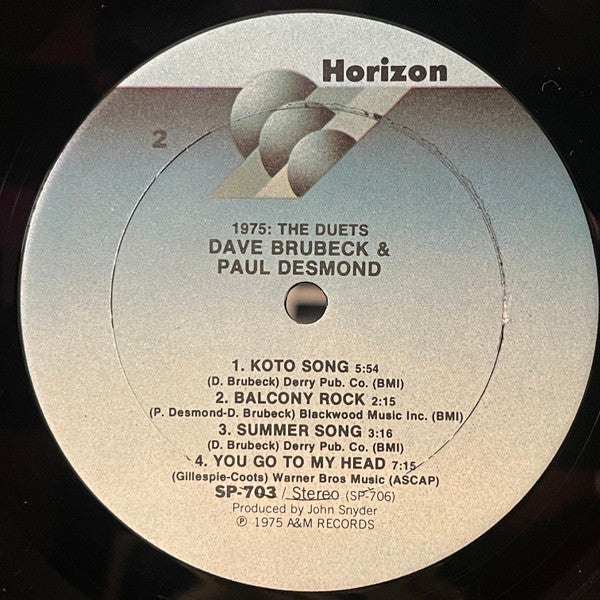 Horizon
2
1975: THE DUETS
DAVE BRUBECK &
PAUL DESMOND
1. KOTO SONG 5:54
(D. Brubeck) Derry Pub. Co. (BMI)
2. BALCONY ROCK 2:15
(P. Desmond-D. Brubeck) Blackwood Music Inc. (BMI)
3. SUMMER SONG 3:16
(D. Brubeck) Derry Pub. Co. (BMI)
4. YOU GO TO MY HEAD 7:15
(Gillespie-Coots) Warner Bros Music (ASCAP)
SP-703 / Stereo (SP-706)
Produced by John Snyder
℗ 1975 A&M RECORDS